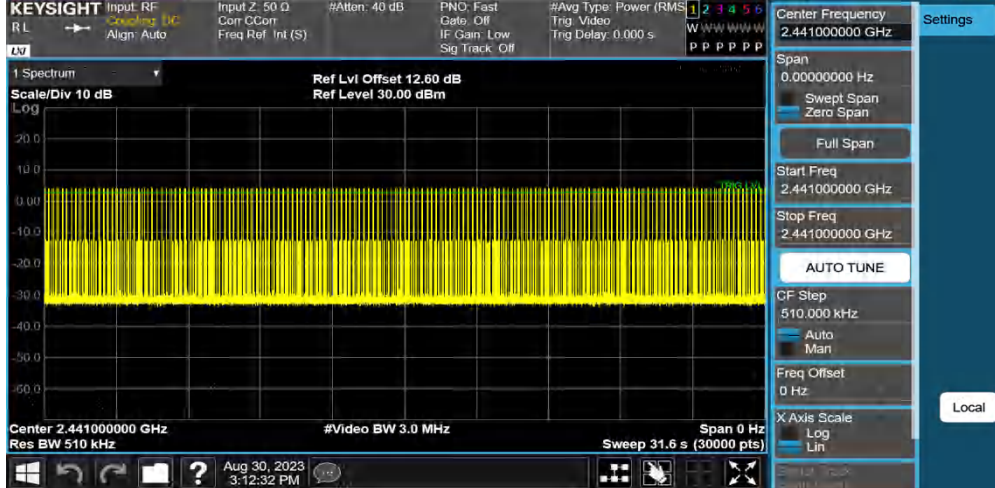 KEYSIGHT Input: RF
RL
Coupling: DC
Align: Auto
LXI
Input Z: 50 Ω
Corr CCorr
Freq Ref: Int (S)
#Atten: 40 dB
PNO: Fast
Gate: Off
IF Gain: Low
Sig Track: Off
#Avg Type: Power (RMS
Trig: Video
Trig Delay: 0.000 s
1 2 3 4 5 6
W W W W W W
P P P P P P
1 Spectrum
Scale/Div 10 dB
Ref Lvl Offset 12.60 dB
Ref Level 30.00 dBm
Log
20.0
10.0
TRIG LVL
0.00
-10.0
-20.0
-30.0
-40.0
-50.0
-60.0
Center 2.441000000 GHz
#Video BW 3.0 MHz
Span 0 Hz
Res BW 510 kHz
Sweep 31.6 s (30000 pts)
?
Aug 30, 2023
3:12:32 PM
Center Frequency
2.441000000 GHz
Span
0.00000000 Hz
Swept Span
Zero Span
Full Span
Start Freq
2.441000000 GHz
Stop Freq
2.441000000 GHz
AUTO TUNE
CF Step
510.000 kHz
Auto
Man
Freq Offset
0 Hz
X Axis Scale
Log
Lin
Settings
Local